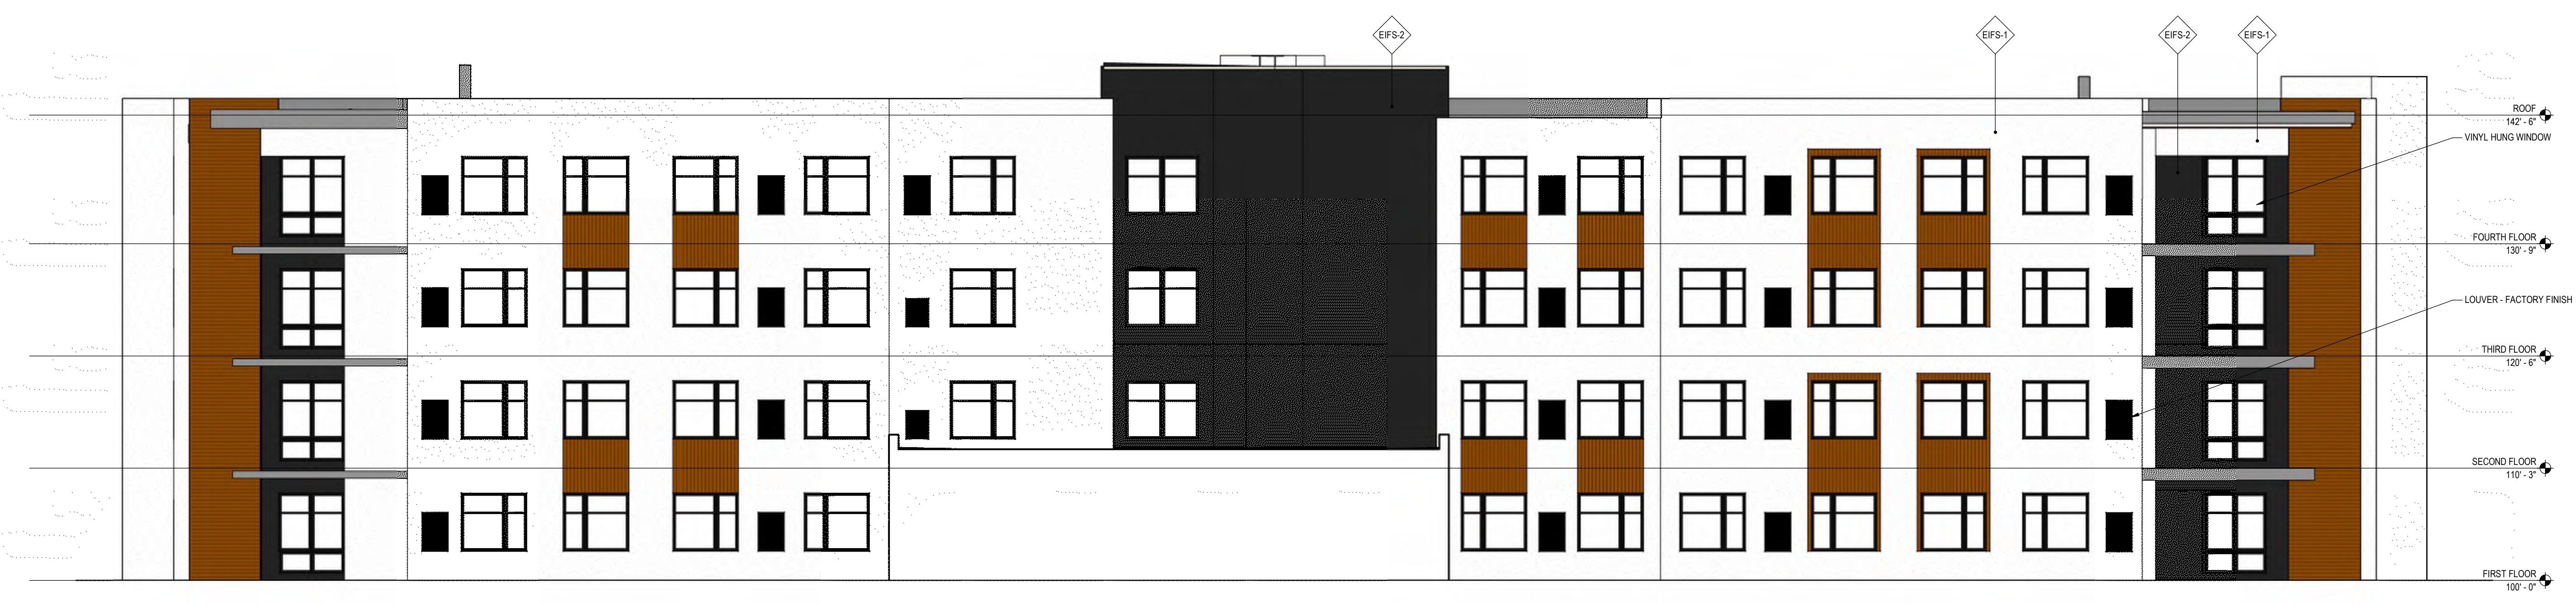 EIFS-2
EIFS-1
EIFS-2
EIFS-1
ROOF
142' - 6"
VINYL HUNG WINDOW
FOURTH FLOOR
130' - 9"
LOUVER - FACTORY FINISH
THIRD FLOOR
120' - 6"
SECOND FLOOR
110' - 3"
FIRST FLOOR
100' - 0"